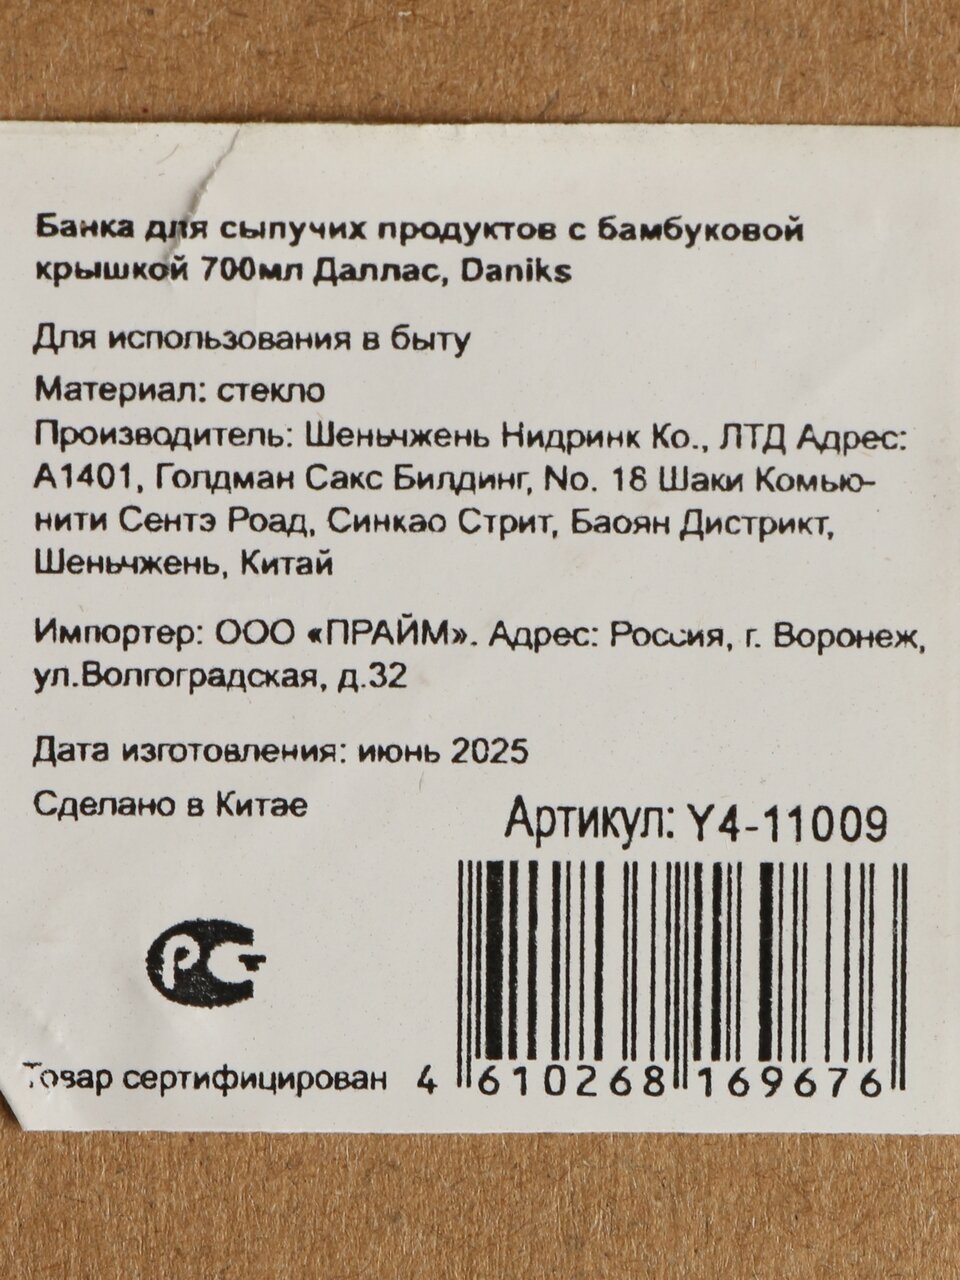 Банка для сыпучих продуктов с бамбуковой
крышкой 700мл Даллас, Daniks
Для использования в быту
Материал: стекло
Производитель: Шеньчжень Нидринк Ко., ЛТД Адрес:
А1401, Голдман Сакс Билдинг, No. 18 Шаки Комью-
нити Сентэ Роад, Синкао Стрит, Баоян Дистрикт,
Шеньчжень, Китай
Импортер: ООО «ПРАЙМ». Адрес: Россия, г. Воронеж,
ул.Волгоградская, д.32
Дата изготовления: июнь 2025
Сделано в Китае
Артикул: Y4-11009
РСТ
Товар сертифицирован
4 610268 169676